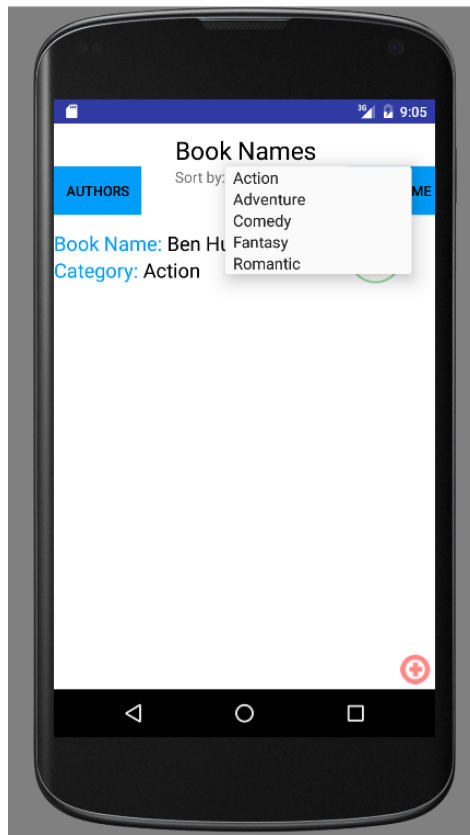 3G 9:05
Book Names
Sort by: Action
Adventure
Comedy
Fantasy
Romantic
AUTHORS
ME
Book Name: Ben Hu
Category: Action